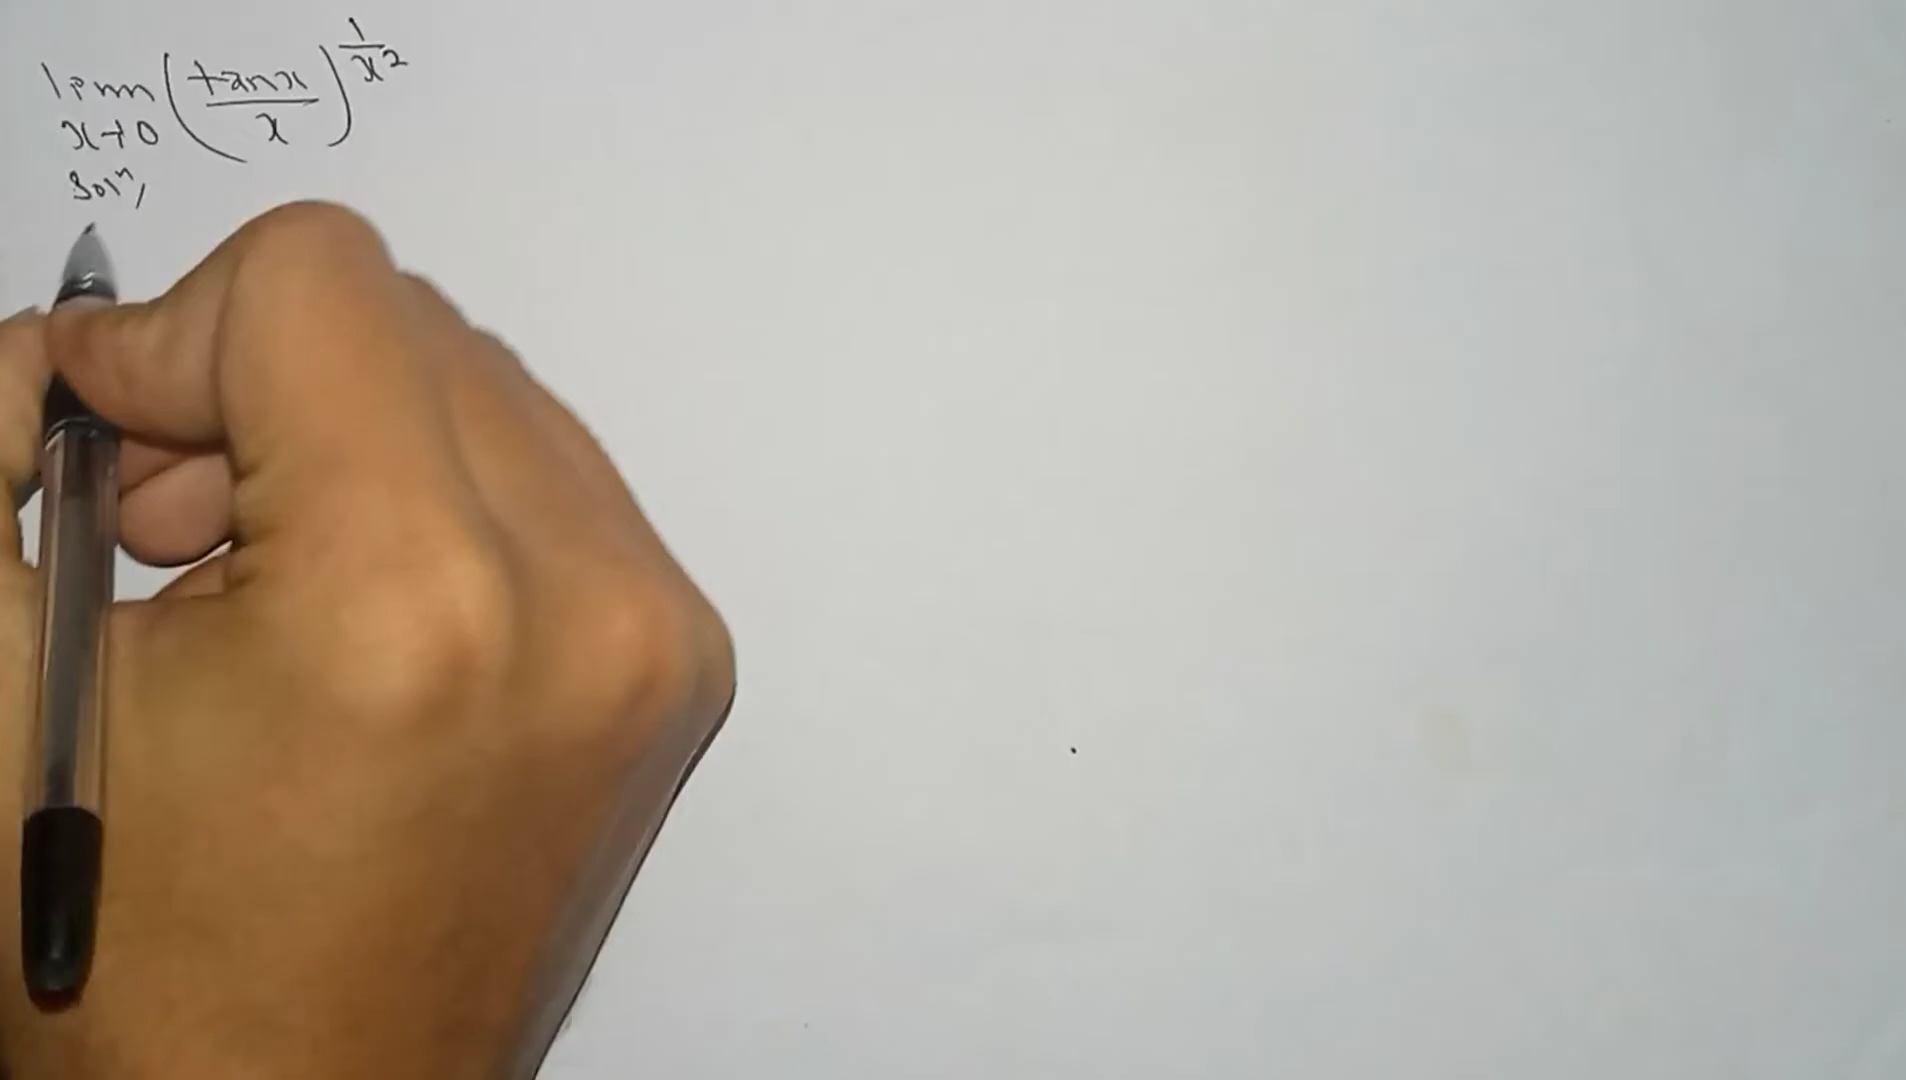 lim (tanx/x)^1/x²
x→0
Solⁿ,